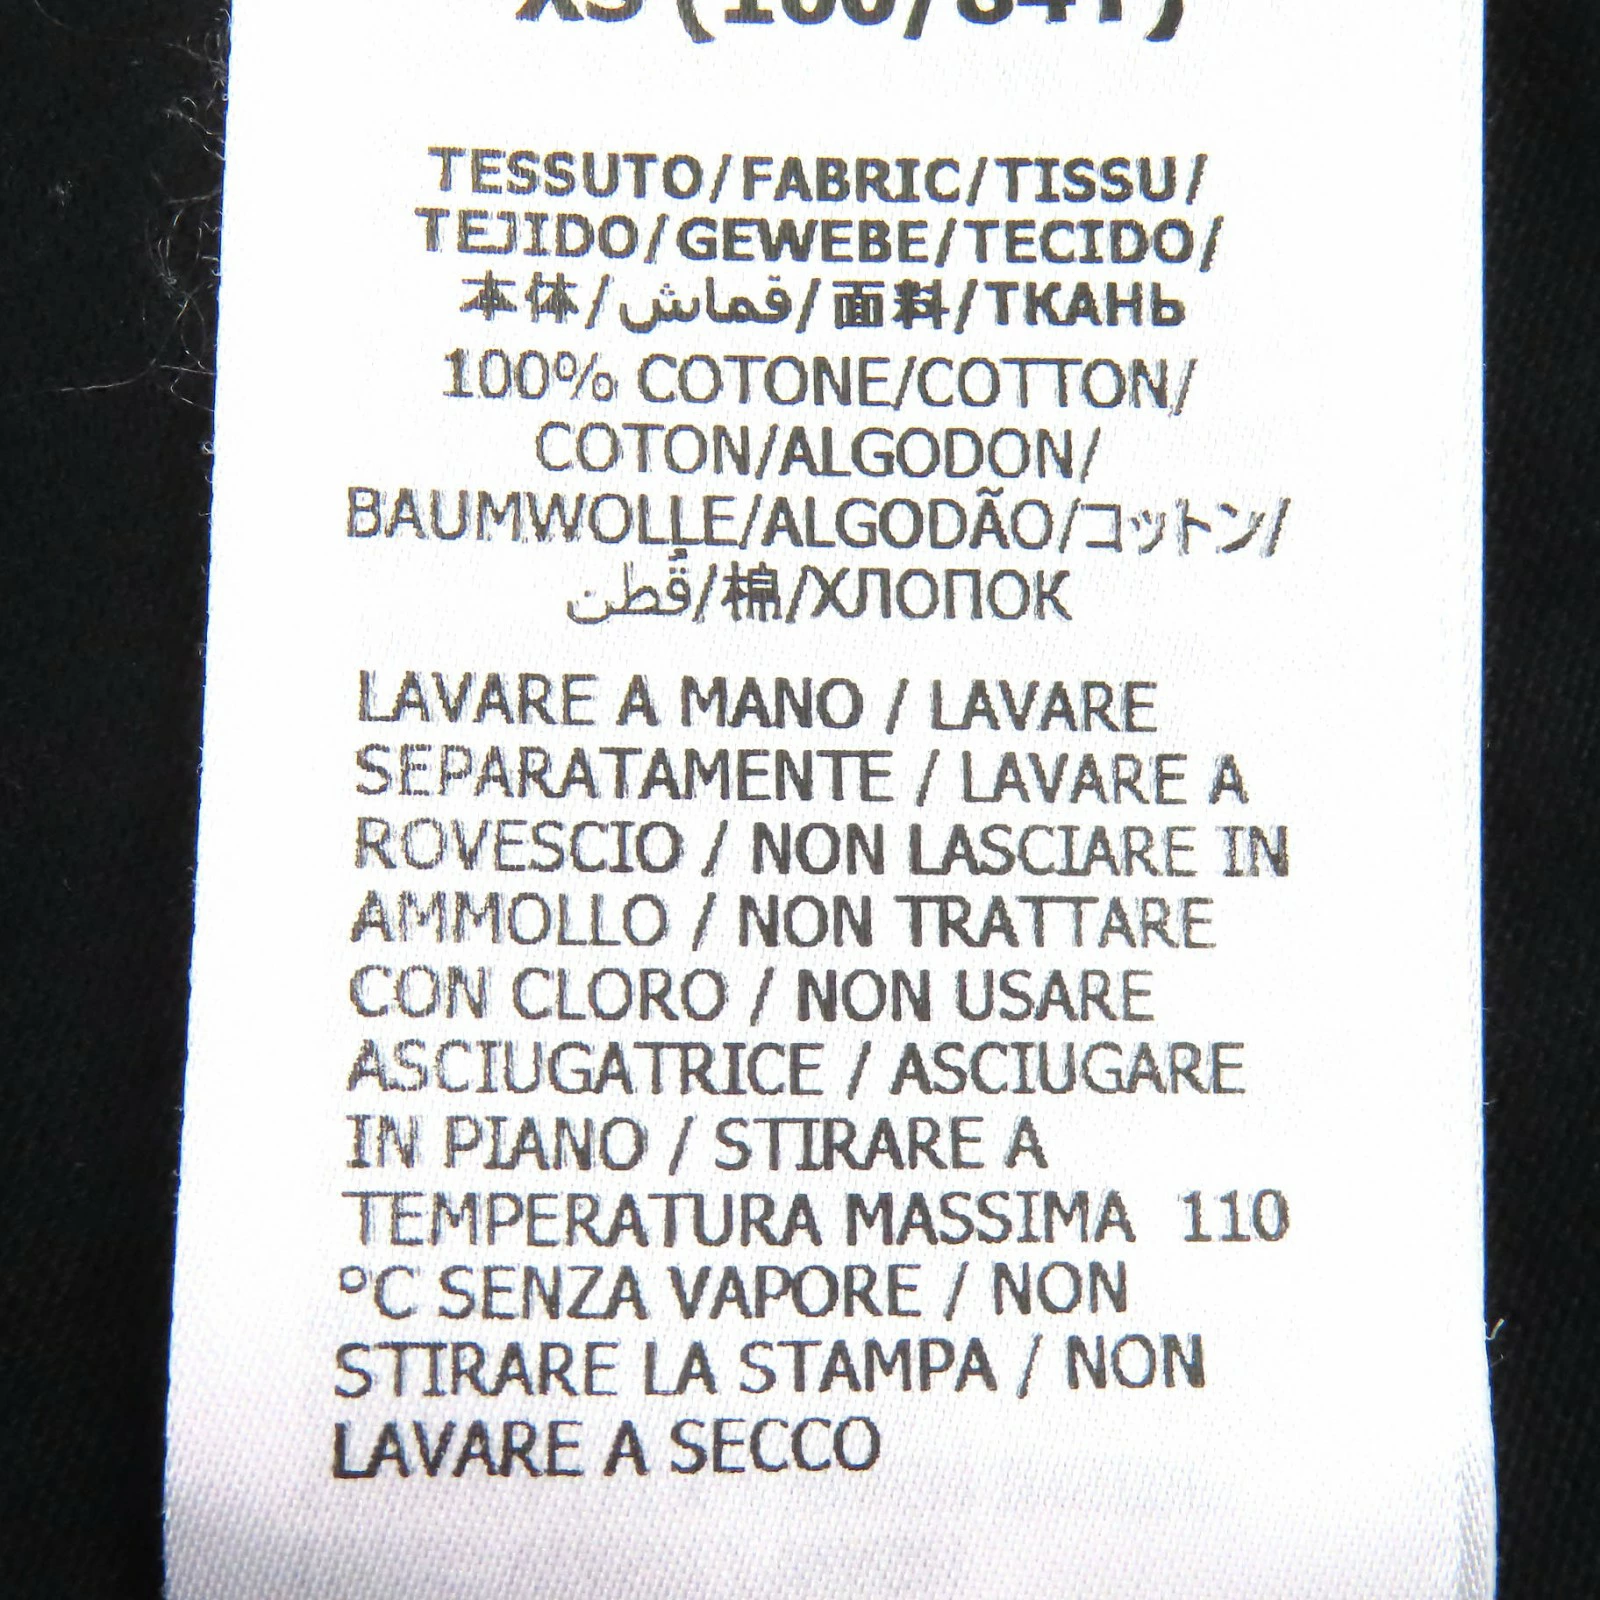 TESSUTO/FABRIC/TISSU/
TEJIDO/GEWEBE/TECIDO/
本体/قماش/面料/ТКАНЬ
100% COTONE/COTTON/
COTON/ALGODON/
BAUMWOLLE/ALGODÃO/コットン/
قُطن/棉/ХЛОПОК
LAVARE A MANO / LAVARE
SEPARATAMENTE / LAVARE A
ROVESCIO / NON LASCIARE IN
AMMOLLO / NON TRATTARE
CON CLORO / NON USARE
ASCIUGATRICE / ASCIUGARE
IN PIANO / STIRARE A
TEMPERATURA MASSIMA 110
°C SENZA VAPORE / NON
STIRARE LA STAMPA / NON
LAVARE A SECCO